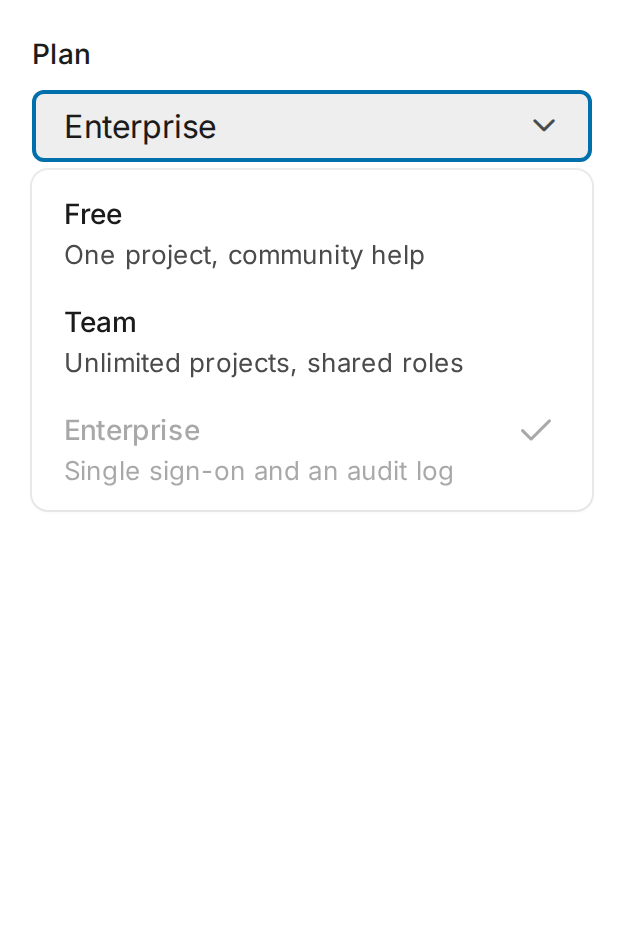 Plan
Enterprise
Free
One project, community help
Team
Unlimited projects, shared roles
Enterprise
Single sign-on and an audit log